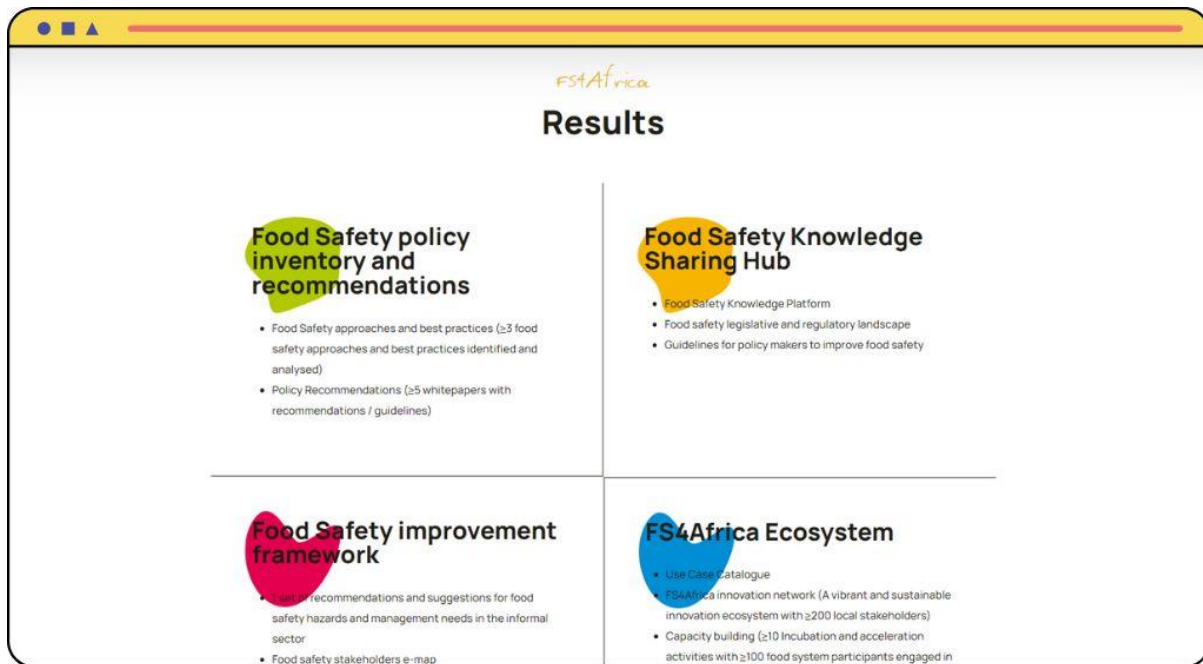 FS4Africa
Results
Food Safety policy
inventory and
recommendations
• Food Safety approaches and best practices (≥3 food
safety approaches and best practices identified and
analysed)
• Policy Recommendations (≥5 whitepapers with
recommendations / guidelines)
Food Safety Knowledge
Sharing Hub
• Food Safety Knowledge Platform
• Food safety legislative and regulatory landscape
• Guidelines for policy makers to improve food safety
Food Safety improvement
framework
• 1 set of recommendations and suggestions for food
safety hazards and management needs in the informal
sector
• Food safety stakeholders e-map
FS4Africa Ecosystem
• Use Case Catalogue
• FS4Africa innovation network (A vibrant and sustainable
innovation ecosystem with ≥200 local stakeholders)
• Capacity building (≥10 Incubation and acceleration
activities with ≥100 food system participants engaged in